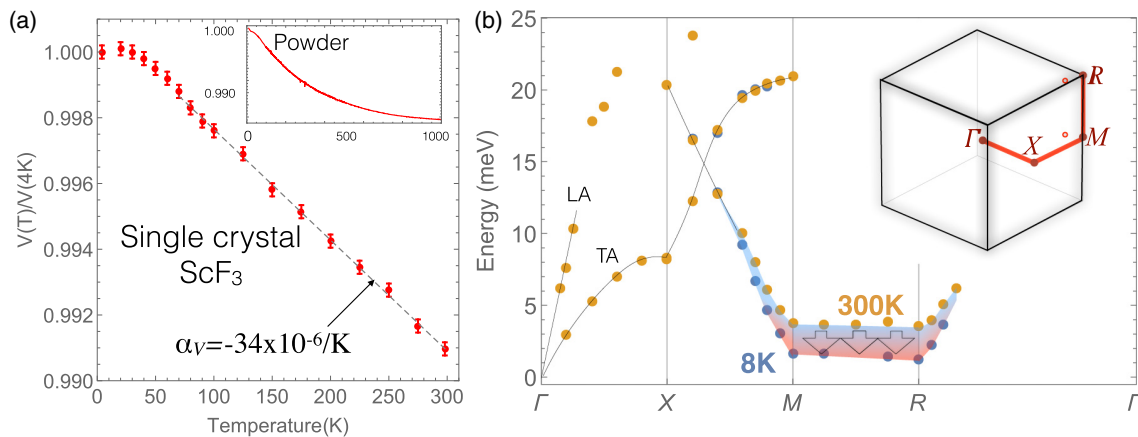 (a)
1.000
0.998
0.996
0.994
0.992
0.990
V(T)/V(4K)
1.000
0.990
Powder
0 500 1000
Single crystal
ScF₃
αV=-34x10⁻⁶/K
0 50 100 150 200 250 300
Temperature(K)
(b)
25
20
15
10
5
0
Energy (meV)
LA
TA
300K
8K
Γ
X
M
R
Γ X M R Γ